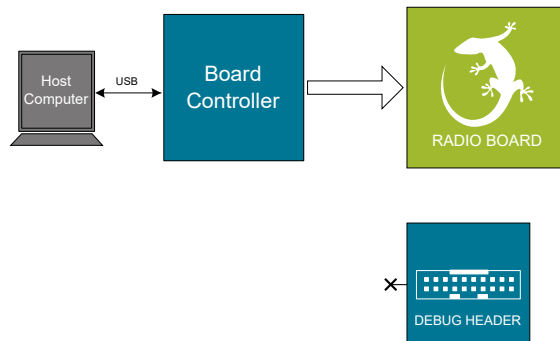 Host
Computer
USB
Board
Controller
RADIO BOARD
DEBUG HEADER